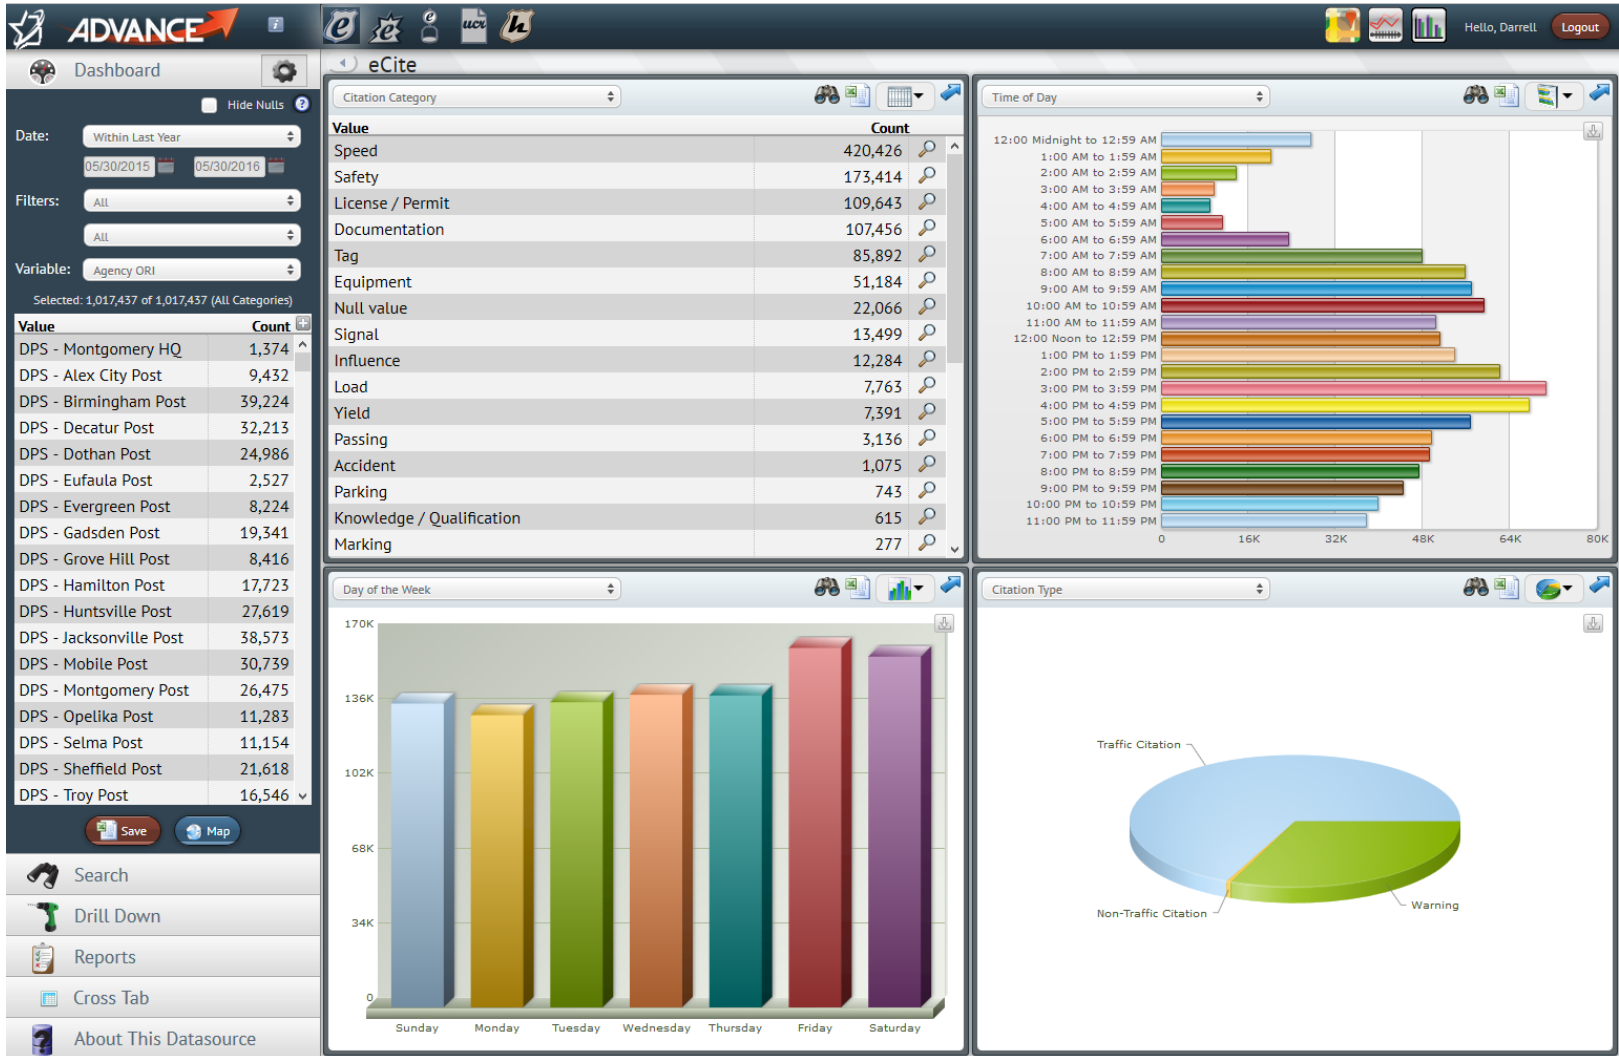 ADVANCE
i
e
e
e
ucr
h
Hello, Darrell
Logout
Dashboard
Hide Nulls ?
Date:
Within Last Year
05/30/2015
05/30/2016
Filters:
All
All
Variable:
Agency ORI
Selected: 1,017,437 of 1,017,437 (All Categories)
Value Count
DPS - Montgomery HQ 1,374
DPS - Alex City Post 9,432
DPS - Birmingham Post 39,224
DPS - Decatur Post 32,213
DPS - Dothan Post 24,986
DPS - Eufaula Post 2,527
DPS - Evergreen Post 8,224
DPS - Gadsden Post 19,341
DPS - Grove Hill Post 8,416
DPS - Hamilton Post 17,723
DPS - Huntsville Post 27,619
DPS - Jacksonville Post 38,573
DPS - Mobile Post 30,739
DPS - Montgomery Post 26,475
DPS - Opelika Post 11,283
DPS - Selma Post 11,154
DPS - Sheffield Post 21,618
DPS - Troy Post 16,546
Save
Map
Search
Drill Down
Reports
Cross Tab
About This Datasource
eCite
Citation Category
Value Count
Speed 420,426
Safety 173,414
License / Permit 109,643
Documentation 107,456
Tag 85,892
Equipment 51,184
Null value 22,066
Signal 13,499
Influence 12,284
Load 7,763
Yield 7,391
Passing 3,136
Accident 1,075
Parking 743
Knowledge / Qualification 615
Marking 277
Time of Day
12:00 Midnight to 12:59 AM
1:00 AM to 1:59 AM
2:00 AM to 2:59 AM
3:00 AM to 3:59 AM
4:00 AM to 4:59 AM
5:00 AM to 5:59 AM
6:00 AM to 6:59 AM
7:00 AM to 7:59 AM
8:00 AM to 8:59 AM
9:00 AM to 9:59 AM
10:00 AM to 10:59 AM
11:00 AM to 11:59 AM
12:00 Noon to 12:59 PM
1:00 PM to 1:59 PM
2:00 PM to 2:59 PM
3:00 PM to 3:59 PM
4:00 PM to 4:59 PM
5:00 PM to 5:59 PM
6:00 PM to 6:59 PM
7:00 PM to 7:59 PM
8:00 PM to 8:59 PM
9:00 PM to 9:59 PM
10:00 PM to 10:59 PM
11:00 PM to 11:59 PM
0 16K 32K 48K 64K 80K
Day of the Week
170K
136K
102K
68K
34K
0
Sunday Monday Tuesday Wednesday Thursday Friday Saturday
Citation Type
Traffic Citation
Non-Traffic Citation
Warning